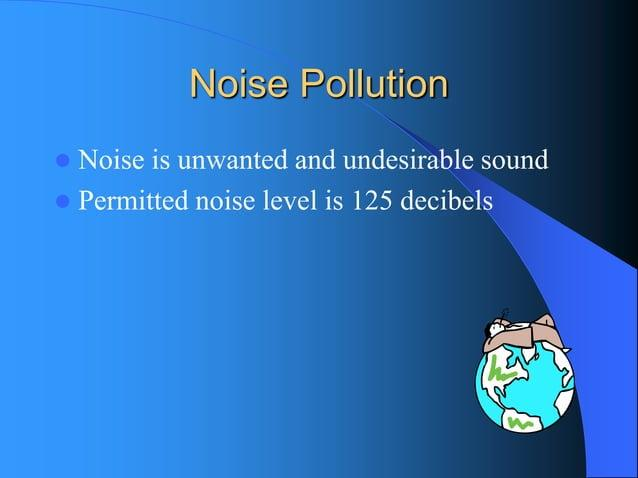 Noise Pollution
Noise is unwanted and undesirable sound
Permitted noise level is 125 decibels